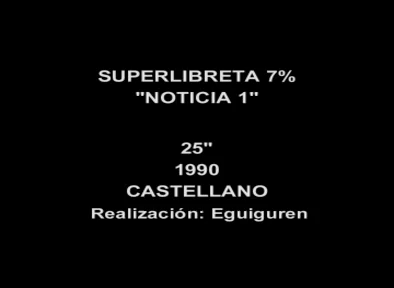 SUPERLIBRETA 7%
"NOTICIA 1"
25"
1990
CASTELLANO
Realización: Eguiguren